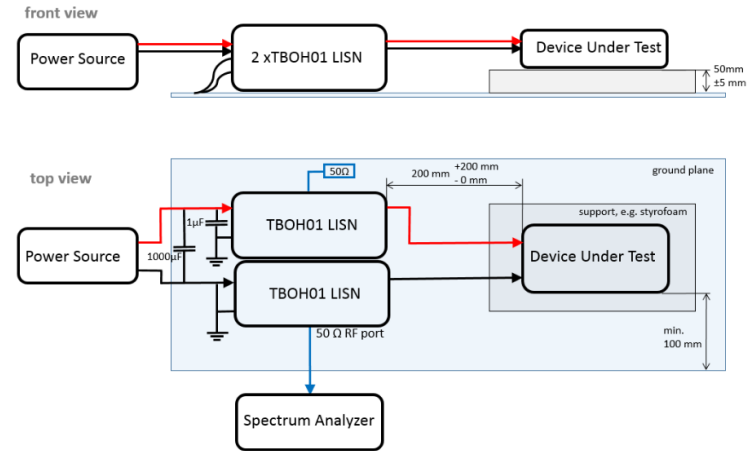 front view
Power Source
2 xTBOH01 LISN
Device Under Test
50mm
±5 mm
top view
50Ω
200 mm
+200 mm
- 0 mm
ground plane
1µF
TBOH01 LISN
support, e.g. styrofoam
Power Source
1000µF
Device Under Test
TBOH01 LISN
50 Ω RF port
min.
100 mm
Spectrum Analyzer